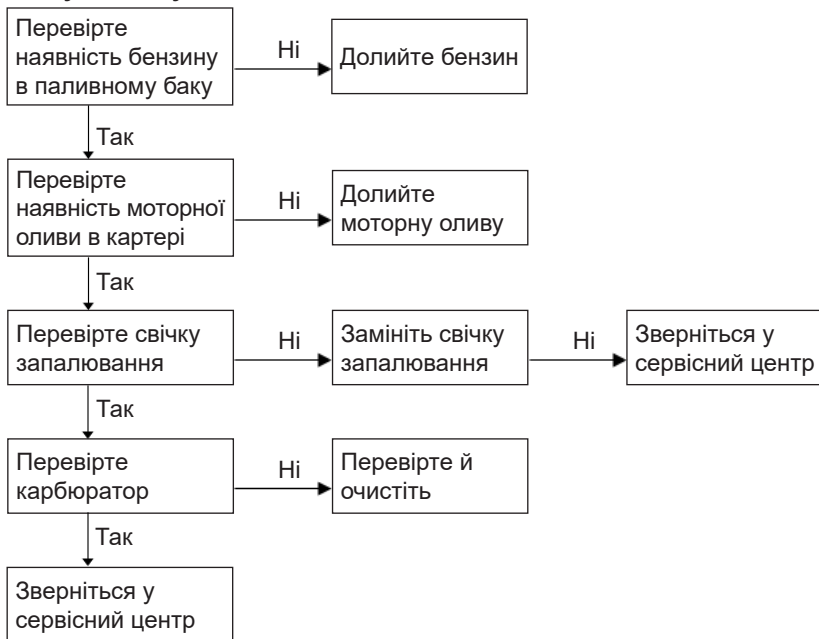 Перевірте
наявність бензину
в паливному баку
Ні
Долийте бензин
Так
Перевірте
наявність моторної
оливи в картері
Ні
Долийте
моторну оливу
Так
Перевірте свічку
запалювання
Ні
Замініть свічку
запалювання
Ні
Зверніться у
сервісний центр
Так
Перевірте
карбюратор
Ні
Перевірте й
очистіть
Так
Зверніться у
сервісний центр